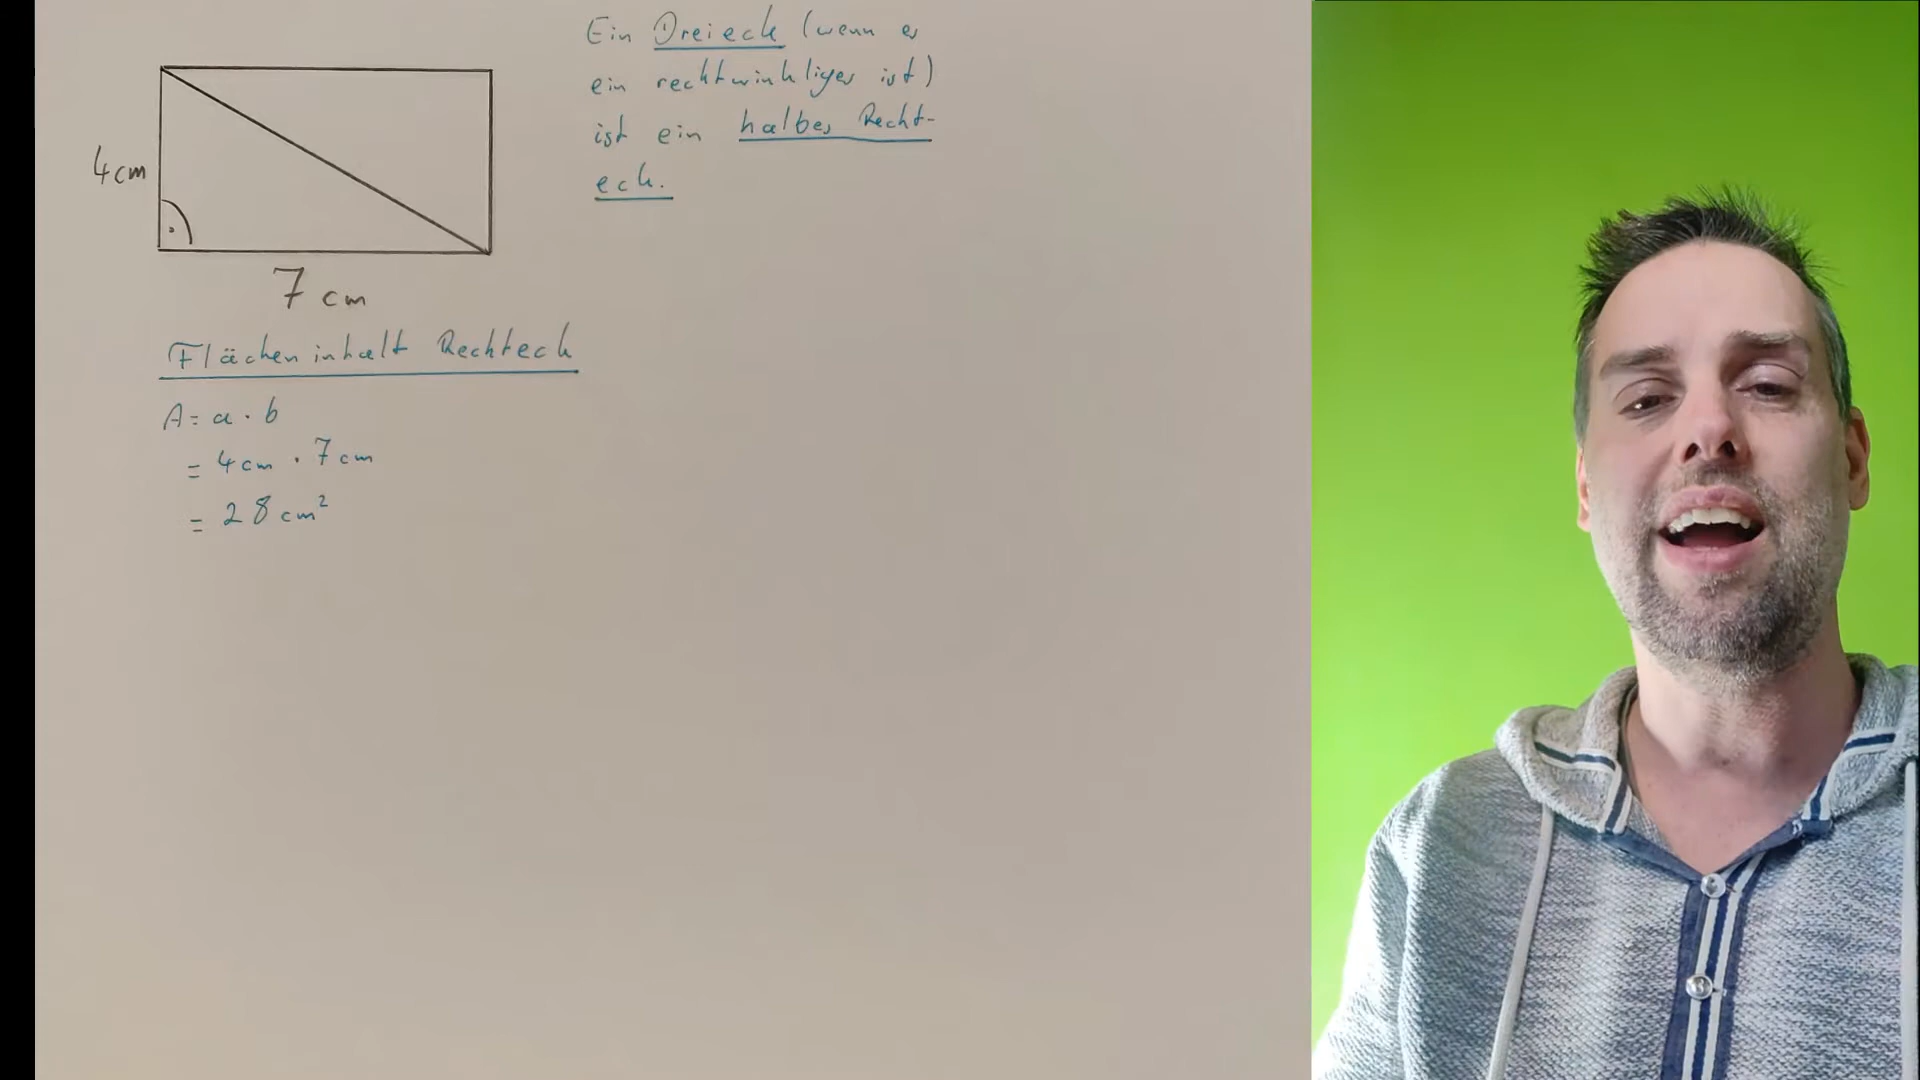 Ein Dreieck (wenn es
ein rechtwinkliges ist)
ist ein halbes Recht-
eck.
4cm
7 cm
Flächeninhalt Rechteck
A = a · b
= 4cm · 7cm
= 28 cm²